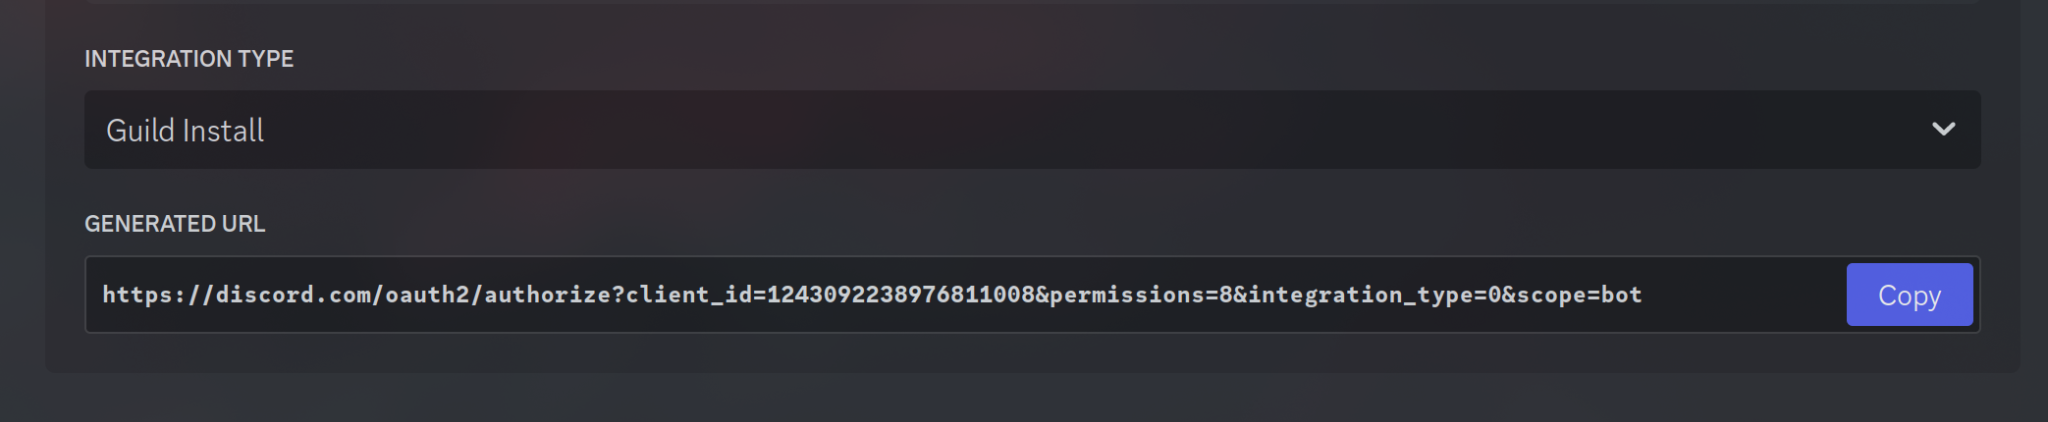 INTEGRATION TYPE
Guild Install
GENERATED URL
https://discord.com/oauth2/authorize?client_id=1243092238976811008&permissions=8&integration_type=0&scope=bot
Copy